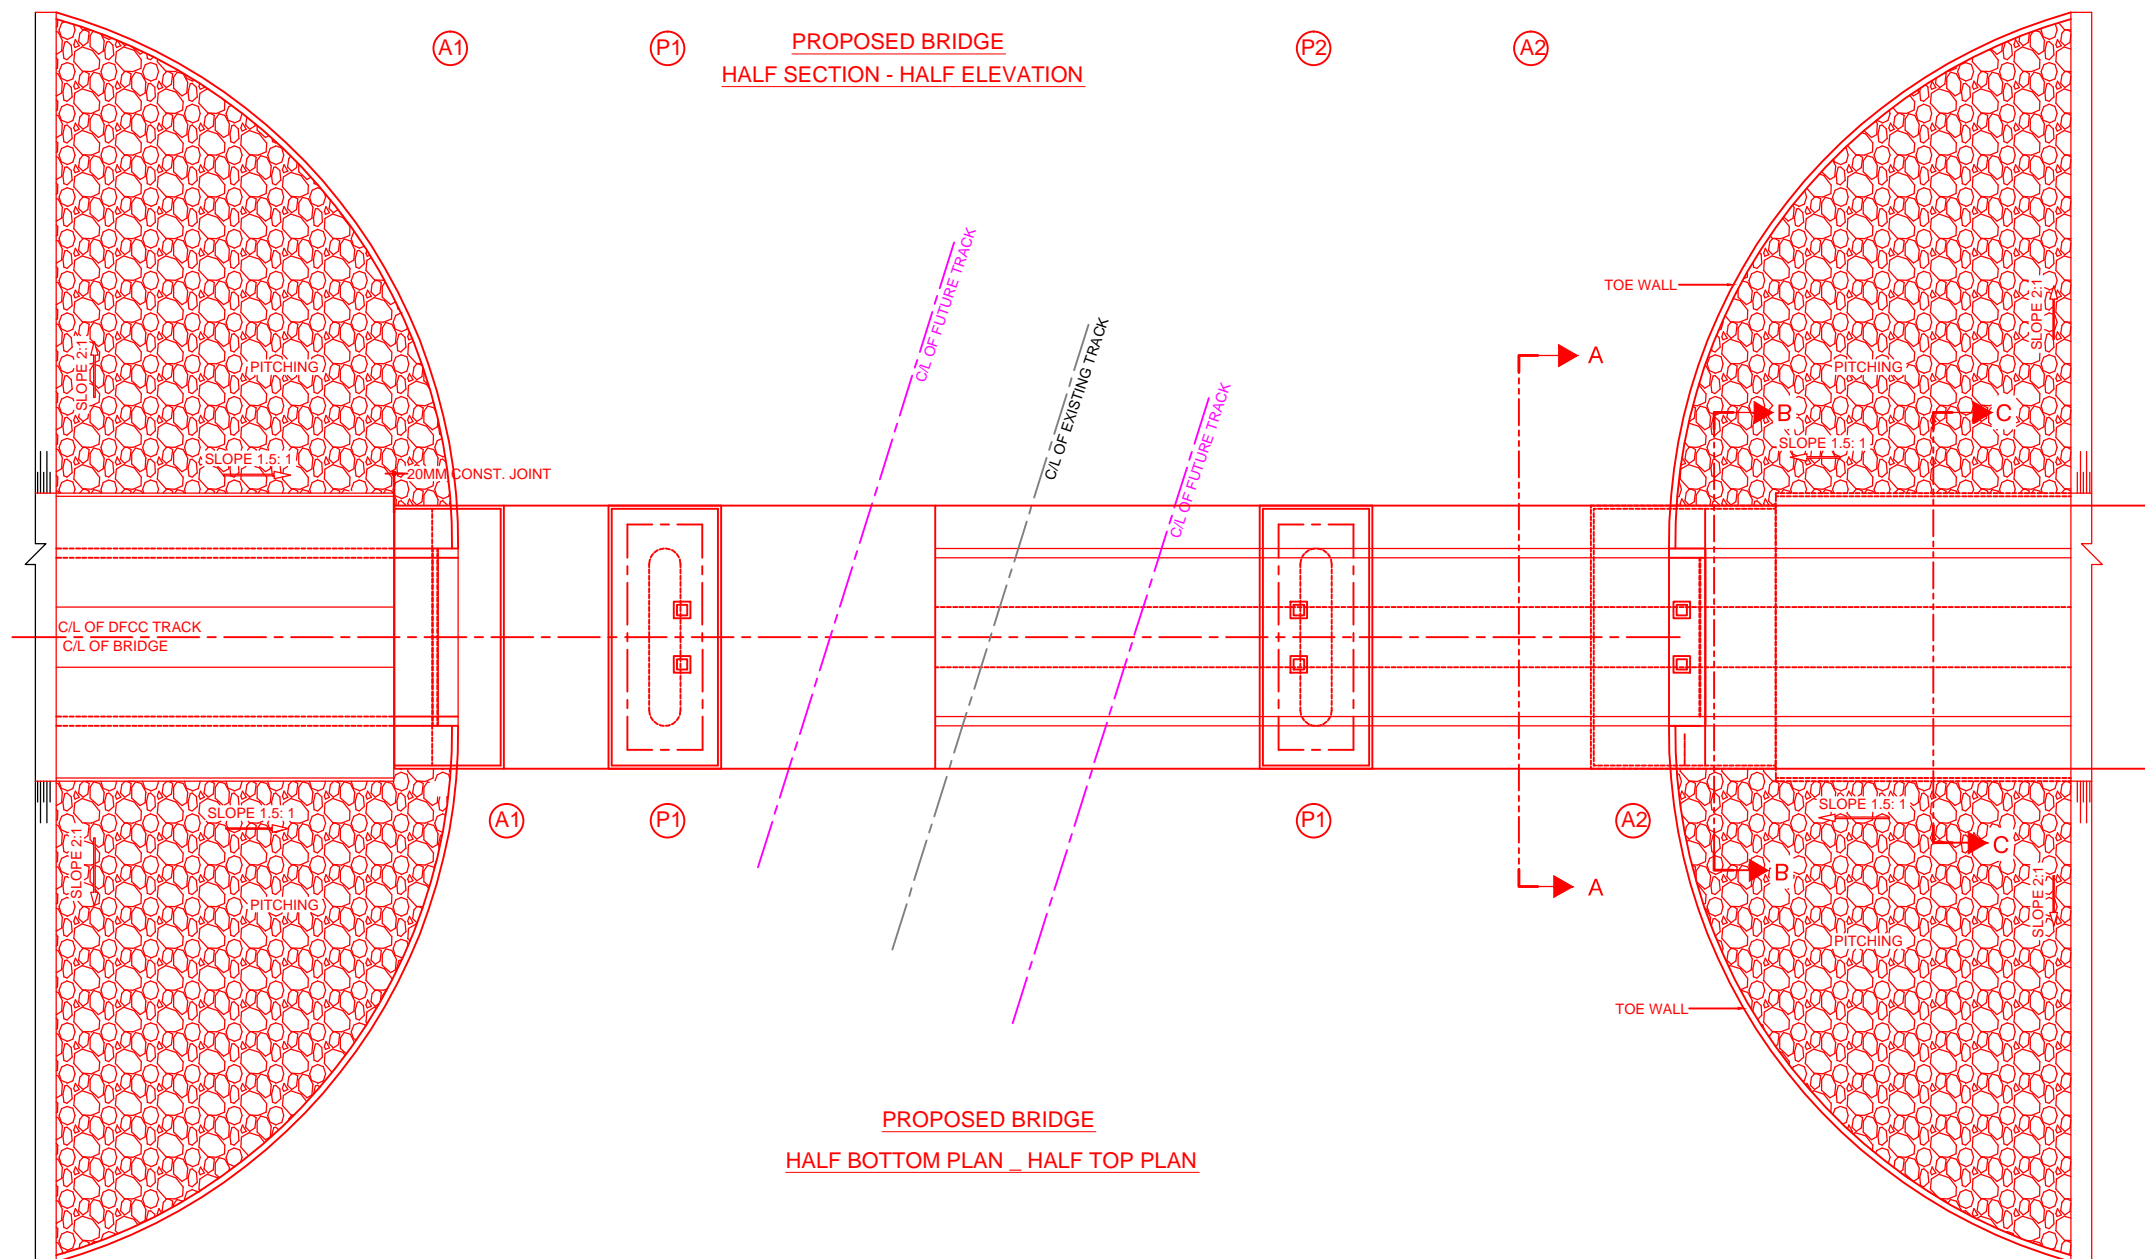 A1
P1
PROPOSED BRIDGE
P2
A2
HALF SECTION - HALF ELEVATION
C/L OF FUTURE TRACK
C/L OF EXISTING TRACK
C/L OF FUTURE TRACK
TOE WALL
SLOPE 2:1
SLOPE 2:1
A
PITCHING
PITCHING
B
C
SLOPE 1.5: 1
SLOPE 1.5: 1
20MM CONST. JOINT
C/L OF DFCC TRACK
C/L OF BRIDGE
SLOPE 1.5: 1
SLOPE 1.5: 1
A1
P1
P1
A2
SLOPE 2:1
C
B
A
SLOPE 2:1
PITCHING
PITCHING
TOE WALL
PROPOSED BRIDGE
HALF BOTTOM PLAN _ HALF TOP PLAN